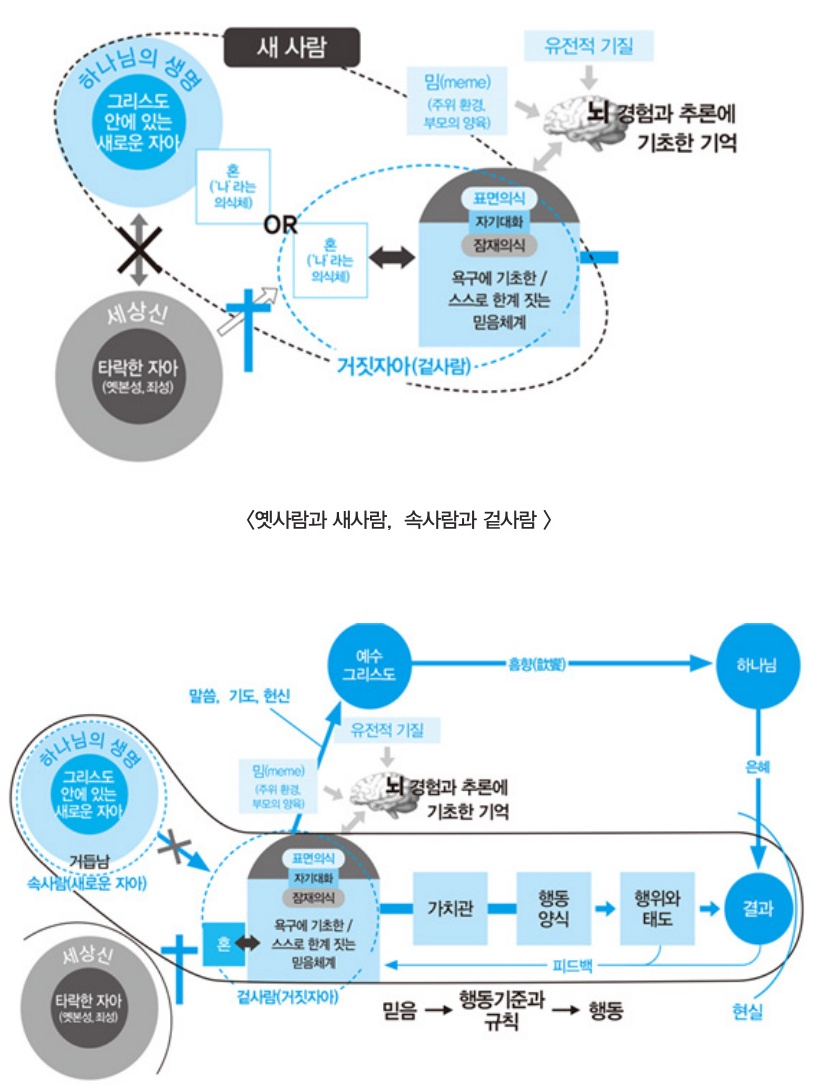 새 사람
유전적 기질
하나님의 생명
그리스도
안에 있는
새로운 자아
밈(meme)
(주위 환경,
부모의 양육)
뇌 경험과 추론에
기초한 기억
혼
('나' 라는
의식체)
OR
혼
('나' 라는
의식체)
표면의식
자기대화
잠재의식
욕구에 기초한 /
스스로 한계 짓는
믿음체계
세상신
타락한 자아
(옛본성, 죄성)
거짓자아(겉사람)
〈옛사람과 새사람, 속사람과 겉사람 〉
예수
그리스도
흠향(歆饗)
하나님
말씀, 기도, 헌신
유전적 기질
하나님의 생명
그리스도
안에 있는
새로운 자아
거듭남
속사람(새로운 자아)
밈(meme)
(주위 환경,
부모의 양육)
뇌 경험과 추론에
기초한 기억
은혜
표면의식
자기대화
잠재의식
욕구에 기초한 /
스스로 한계 짓는
믿음체계
혼
가치관
행동
양식
행위와
태도
결과
피드백
세상신
타락한 자아
(옛본성, 죄성)
겉사람(거짓자아)
믿음 → 행동기준과
규칙 → 행동
현실